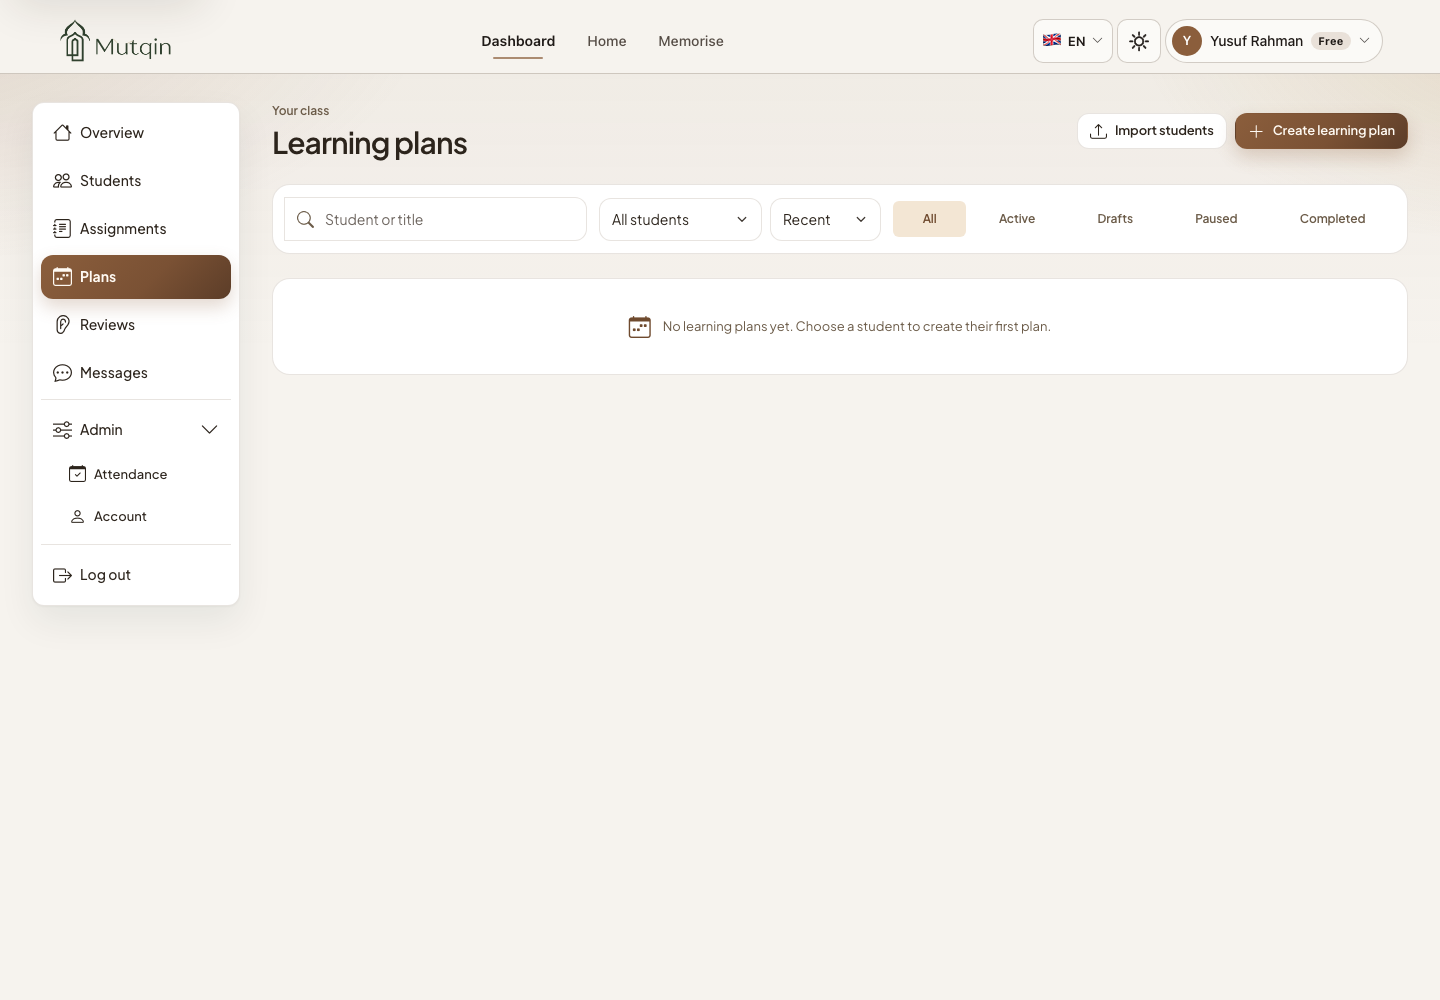 Mutqin
Dashboard
Home
Memorise
EN
Y
Yusuf Rahman
Free
Overview
Students
Assignments
Plans
Reviews
Messages
Admin
Attendance
Account
Log out
Your class
Learning plans
Import students
Create learning plan
Student or title
All students
Recent
All
Active
Drafts
Paused
Completed
No learning plans yet. Choose a student to create their first plan.